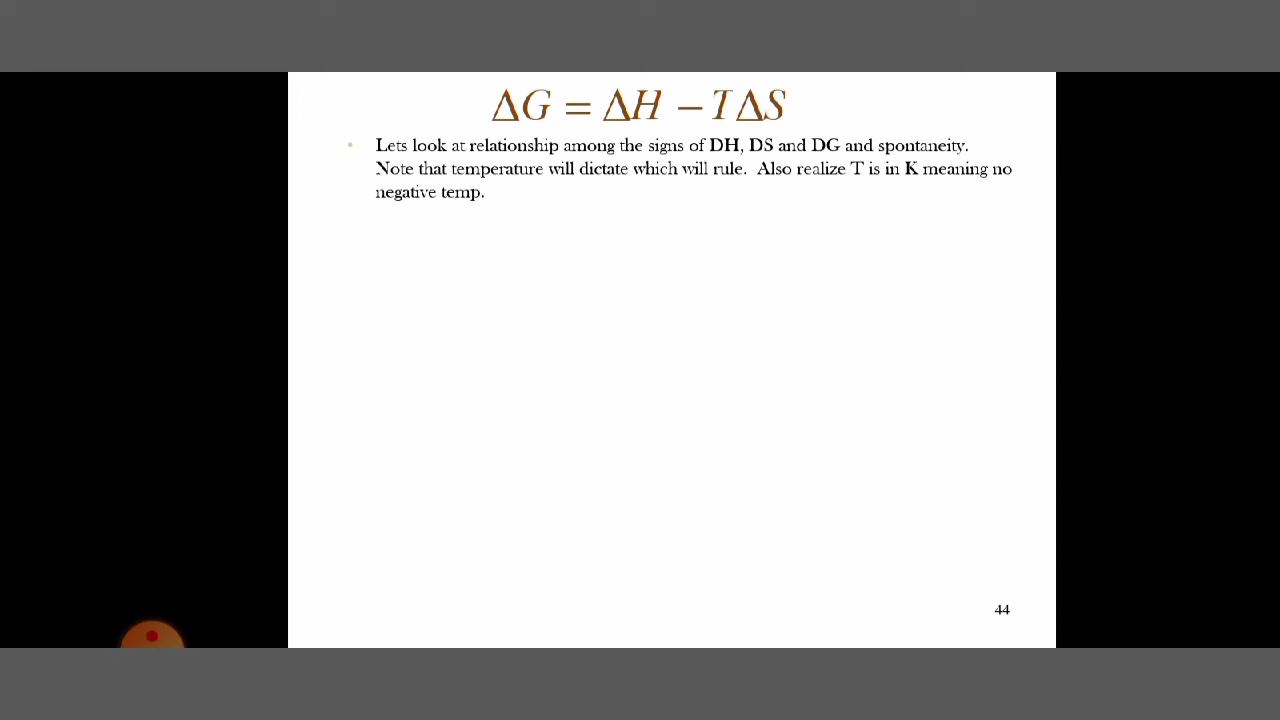 ΔG = ΔH − TΔS
• Lets look at relationship among the signs of DH, DS and DG and spontaneity.
Note that temperature will dictate which will rule.  Also realize T is in K meaning no
negative temp.
44